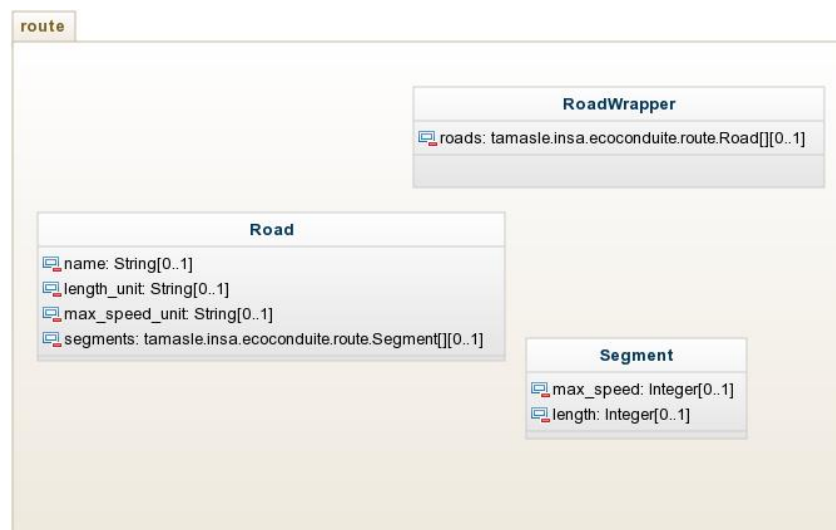 route
RoadWrapper
roads: tamasle.insa.ecoconduite.route.Road[][0..1]
Road
name: String[0..1]
length_unit: String[0..1]
max_speed_unit: String[0..1]
segments: tamasle.insa.ecoconduite.route.Segment[][0..1]
Segment
max_speed: Integer[0..1]
length: Integer[0..1]